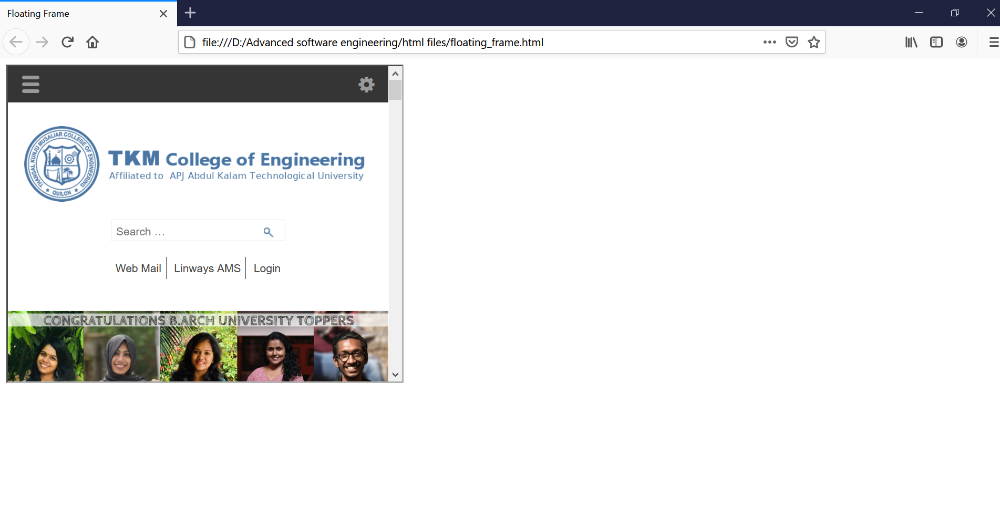 Floating Frame
file:///D:/Advanced software engineering/html files/floating_frame.html
THANGAL KUNJU MUSALIAR COLLEGE OF ENGINEERING
★ QUILON ★
TKM College of Engineering
Affiliated to APJ Abdul Kalam Technological University
Search …
Web Mail Linways AMS Login
CONGRATULATIONS B.ARCH UNIVERSITY TOPPERS